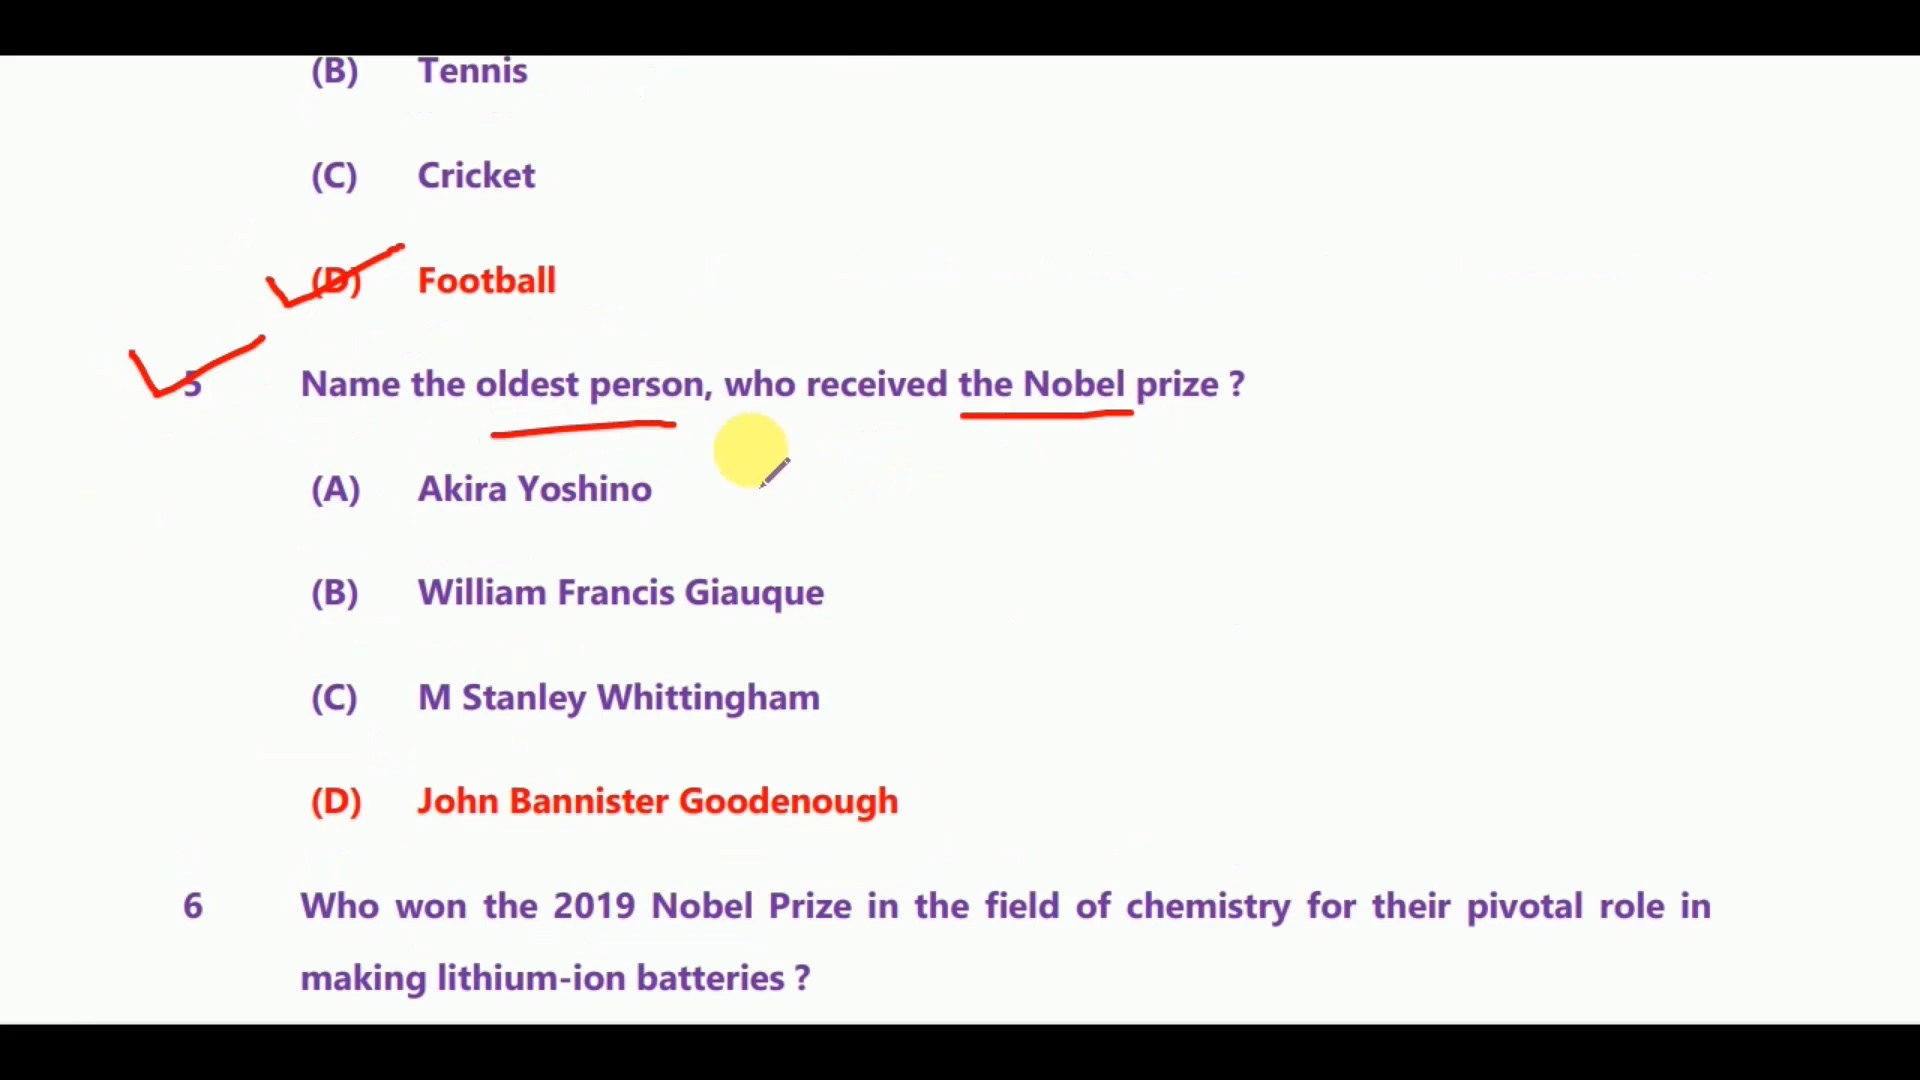 (B) Tennis
(C) Cricket
(D) Football
5 Name the oldest person, who received the Nobel prize ?
(A) Akira Yoshino
(B) William Francis Giauque
(C) M Stanley Whittingham
(D) John Bannister Goodenough
6 Who won the 2019 Nobel Prize in the field of chemistry for their pivotal role in
making lithium-ion batteries ?